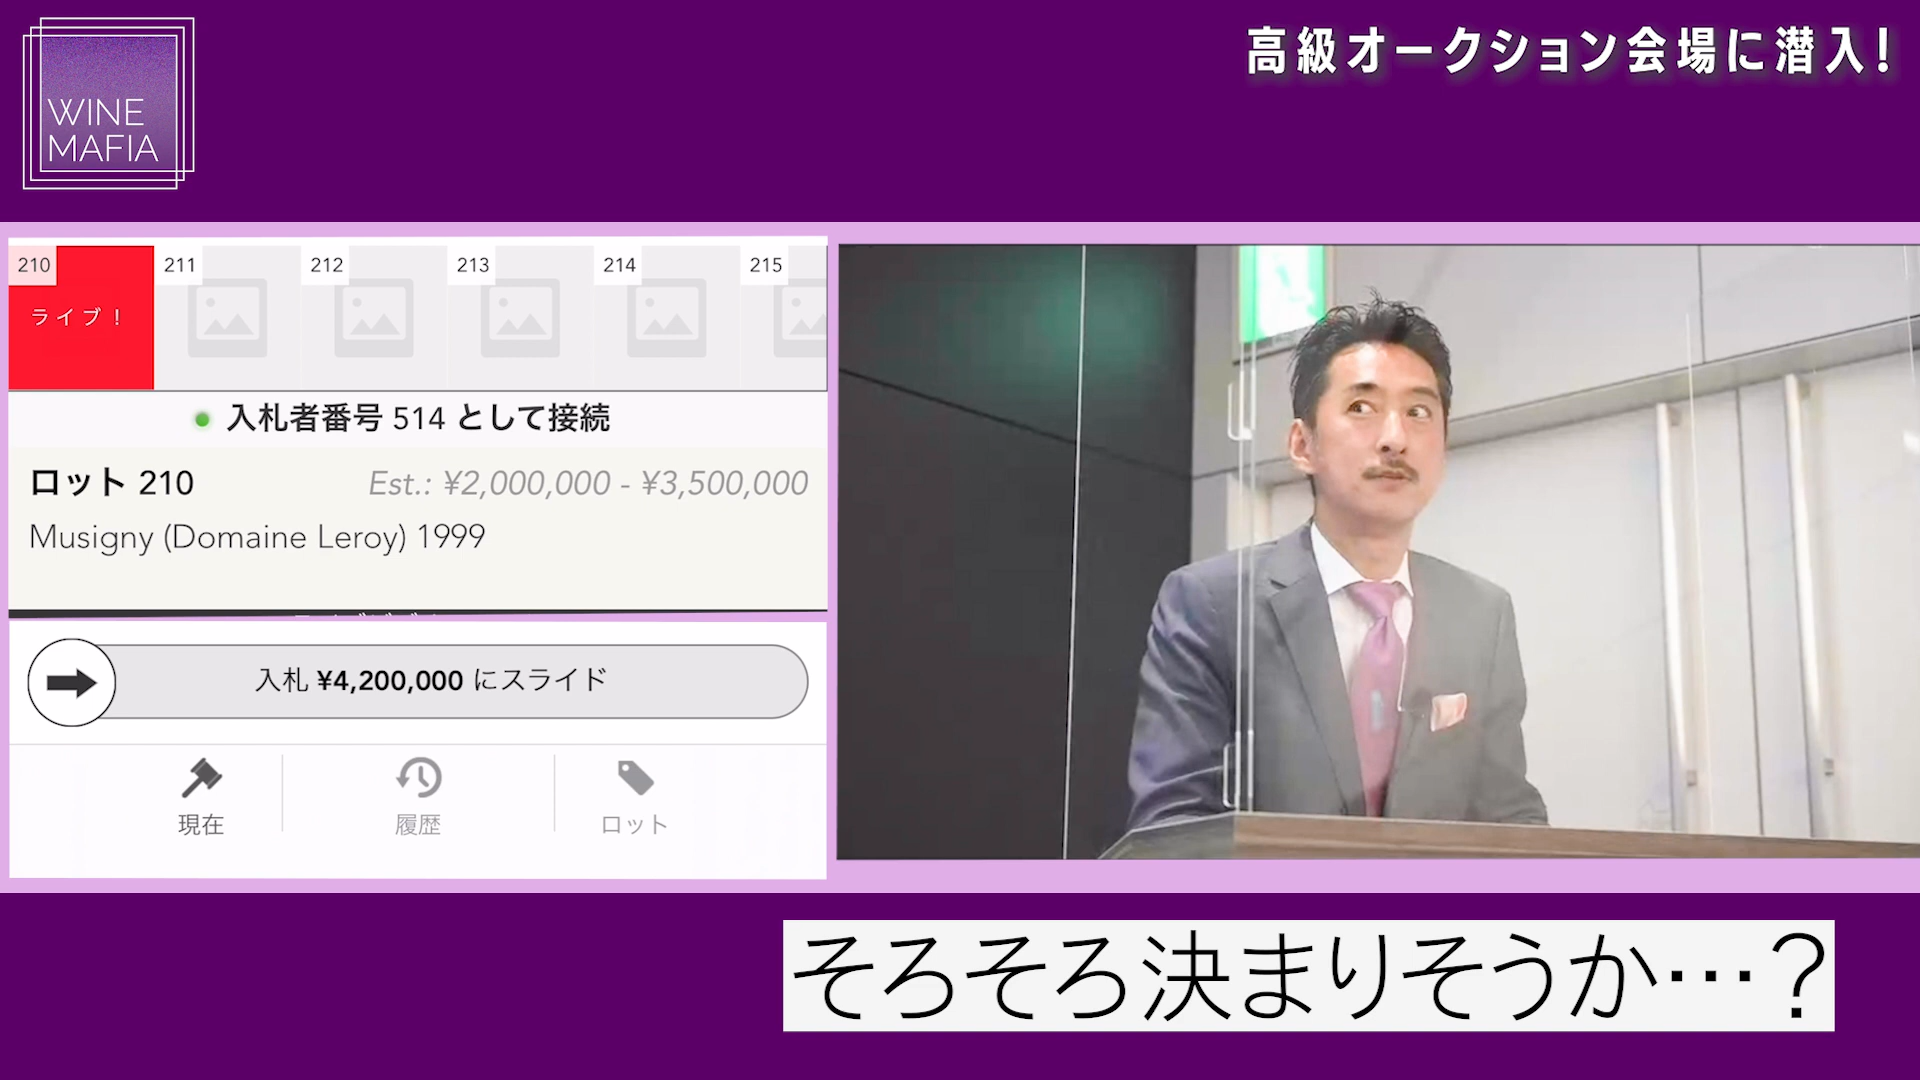 WINE
MAFIA
高級オークション会場に潜入!
210
211
212
213
214
215
ライブ!
入札者番号 514 として接続
ロット 210
Est.: ¥2,000,000 - ¥3,500,000
Musigny (Domaine Leroy) 1999
入札 ¥4,200,000 にスライド
現在
履歴
ロット
そろそろ決まりそうか…?